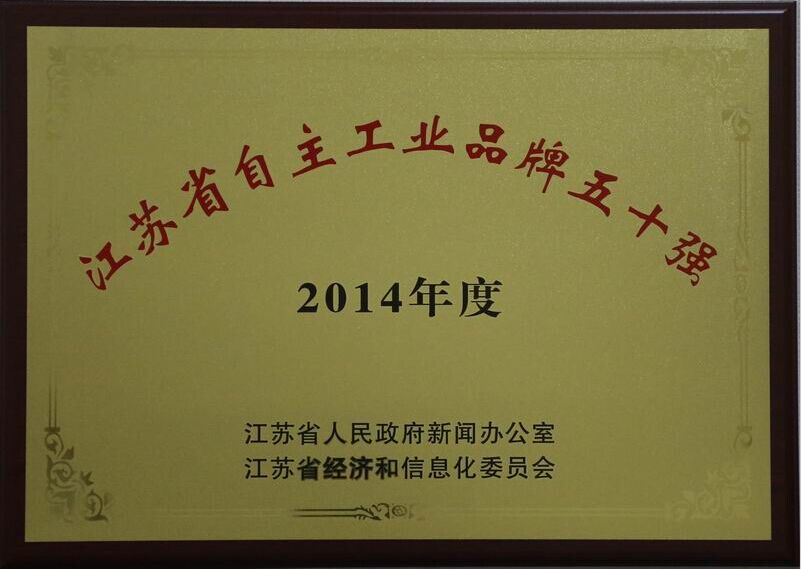 江苏省自主工业品牌五十强
2014年度
江苏省人民政府新闻办公室
江苏省经济和信息化委员会